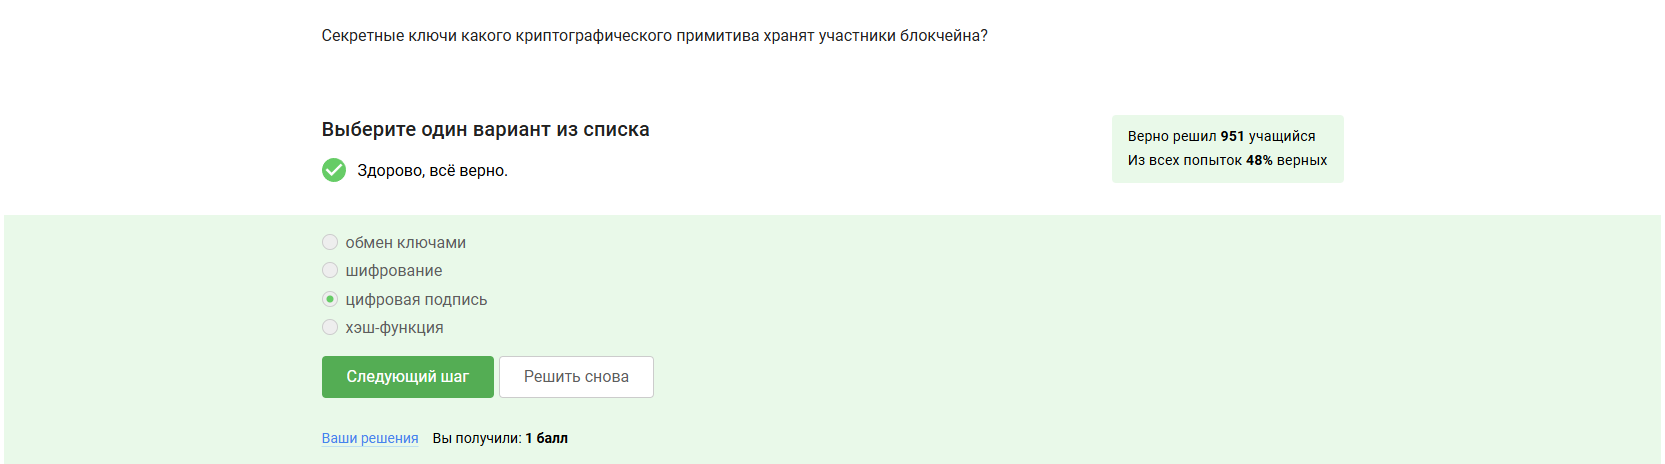 Секретные ключи какого криптографического примитива хранят участники блокчейна?
Выберите один вариант из списка
Здорово, всё верно.
Верно решил 951 учащийся
Из всех попыток 48% верных
обмен ключами
шифрование
цифровая подпись
хэш-функция
Следующий шаг
Решить снова
Ваши решения Вы получили: 1 балл